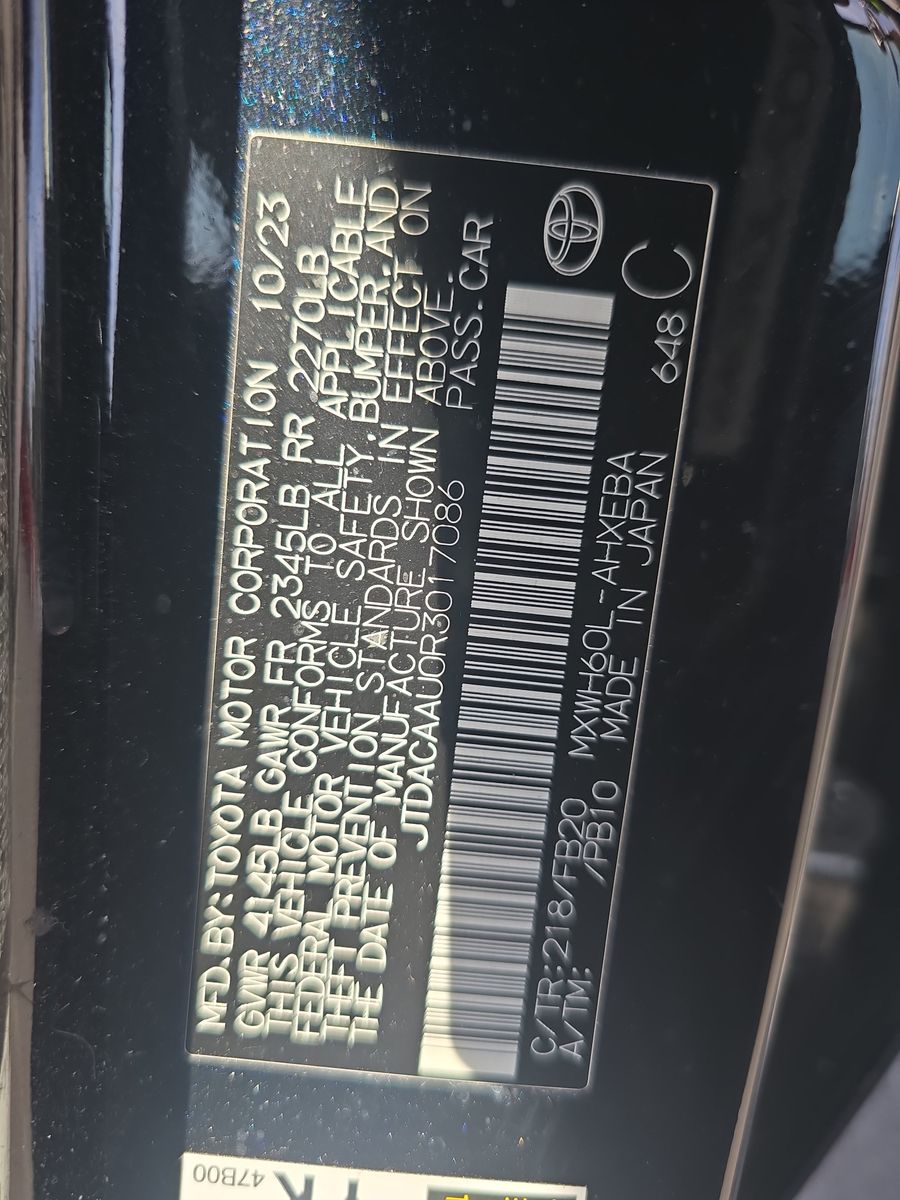 MFD.BY:TOYOTA MOTOR CORPORATION 10/23
GVWR 4145LB GAWR FR 2345LB RR 2270LB
THIS VEHICLE CONFORMS TO ALL APPLICABLE
FEDERAL MOTOR VEHICLE SAFETY,BUMPER,AND
THEFT PREVENTION STANDARDS IN EFFECT ON
THE DATE OF MANUFACTURE SHOWN ABOVE.
JTDACAAU0R3017086 PASS.CAR
C/TR:218/FB20 MXWH60L-AHXEBA
A/TM: /PB10 MADE IN JAPAN 648 C
47B00